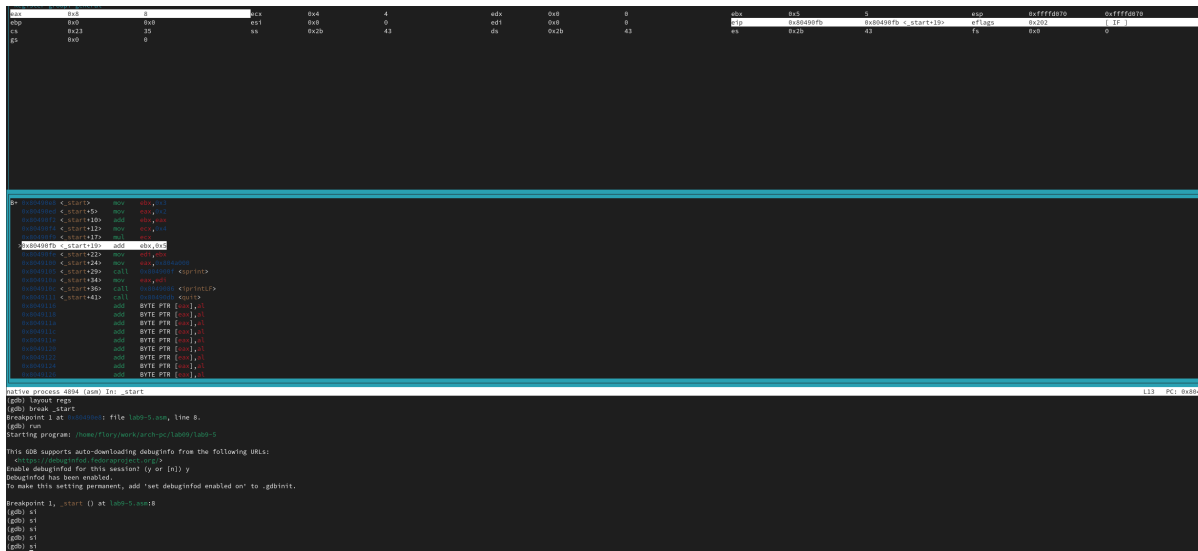 eax 0x8 8 ecx 0x4 4 edx 0x0 0 ebx 0x5 5 esp 0xffffd070 0xffffd070
ebp 0x0 0x0 esi 0x0 0 edi 0x0 0 eip 0x80490fb 0x80490fb <_start+19> eflags 0x202 [ IF ]
cs 0x23 35 ss 0x2b 43 ds 0x2b 43 es 0x2b 43 fs 0x0 0
gs 0x0 0
B+ <_start> mov
<_start+5> mov
<_start+10> add
<_start+12> mov
<_start+17> mul
>0x80490fb <_start+19> add ebx,0x5
<_start+22> mov edi,ebx
<_start+24> mov
<_start+29> call <sprint>
<_start+34> mov eax,edi
<_start+36> call <iprintLF>
<_start+41> call <quit>
add BYTE PTR [eax],al
add BYTE PTR [eax],al
add BYTE PTR [eax],al
add BYTE PTR [eax],al
add BYTE PTR [eax],al
add BYTE PTR [eax],al
add BYTE PTR [eax],al
add BYTE PTR [eax],al
add BYTE PTR [eax],al
native process 4894 (asm) In: _start L13 PC: 0x804
(gdb) layout regs
(gdb) break _start
Breakpoint 1 at : file lab9-5.asm, line 8.
(gdb) run
Starting program: /home/flory/work/arch-pc/lab09/lab9-5
This GDB supports auto-downloading debuginfo from the following URLs:
<https://debuginfod.fedoraproject.org/>
Enable debuginfod for this session? (y or [n]) y
Debuginfod has been enabled.
To make this setting permanent, add 'set debuginfod enabled on' to .gdbinit.
Breakpoint 1, _start () at lab9-5.asm:8
(gdb) si
(gdb) si
(gdb) si
(gdb) si
(gdb) si